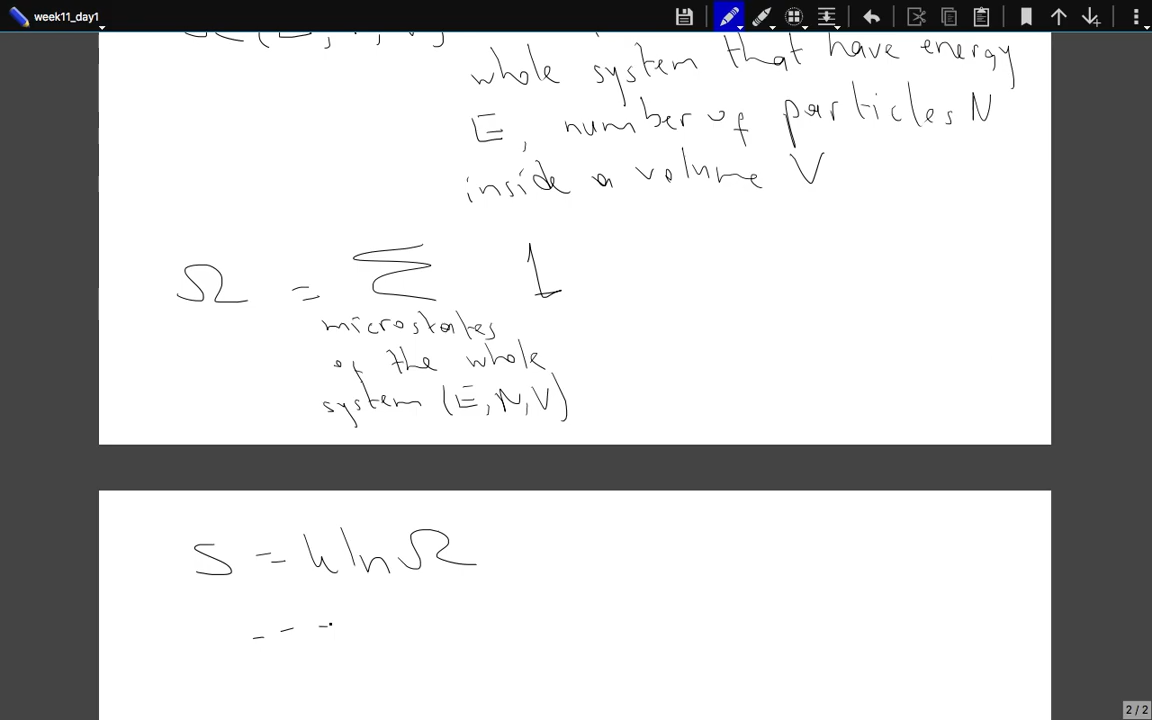 week11_day1
whole system that have energy
E, number of particles N
inside a volume V
Ω = Σ 1
microstates
of the whole
system (E, N, V)
S = k ln Ω
- - -
2 / 2